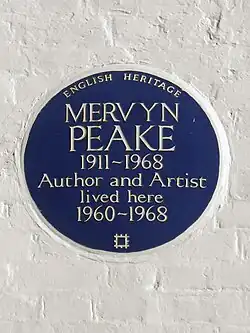 ENGLISH HERITAGE
MERVYN
PEAKE
1911~1968
Author and Artist
lived here
1960~1968